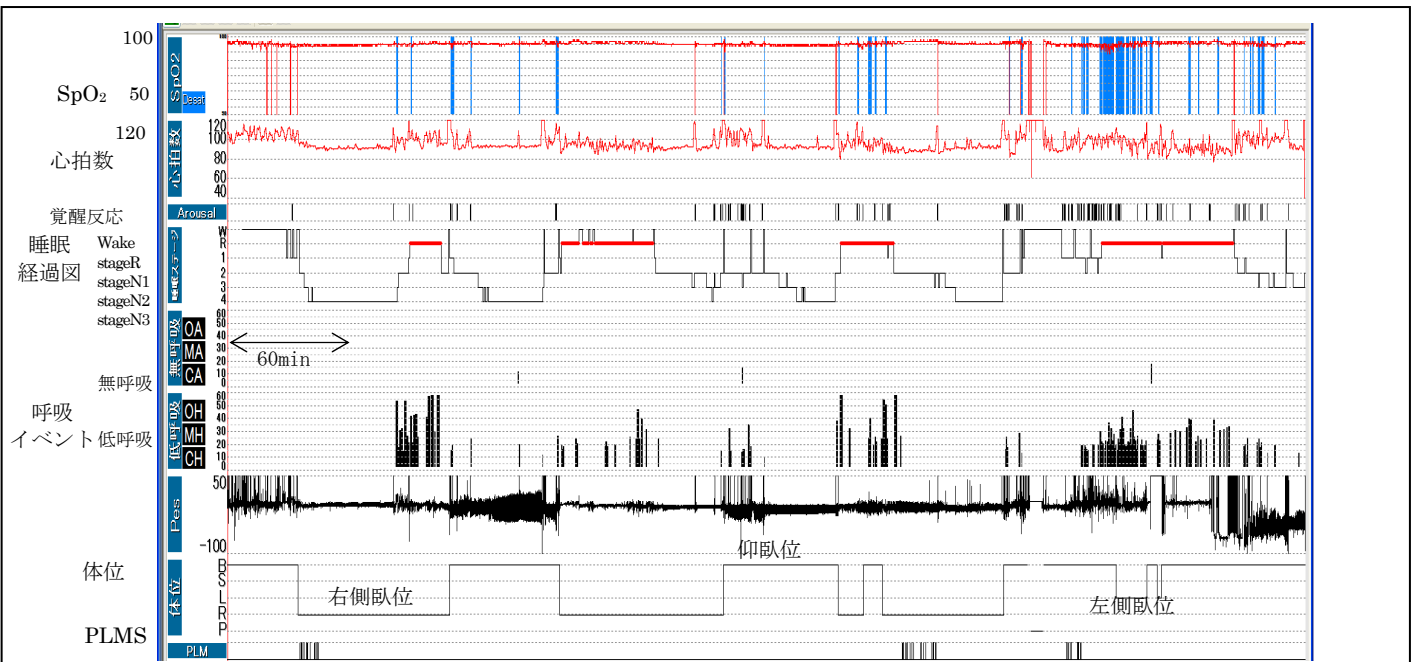 100
SpO2
SpO₂ 50
Desat
120
心拍数
心拍数
120
100
80
60
40
覚醒反応
Arousal
睡眠
経過図
Wake
stageR
stageN1
stageN2
stageN3
W
R
1
2
3
4
60min
無呼吸
無呼吸
OA
MA
CA
60
50
40
30
20
10
0
呼吸
イベント
低呼吸
低呼吸
OH
MH
CH
60
50
40
30
20
10
0
Pes
50
-100
仰臥位
体位
体位
B
S
L
R
P
右側臥位
左側臥位
PLMS
PLM